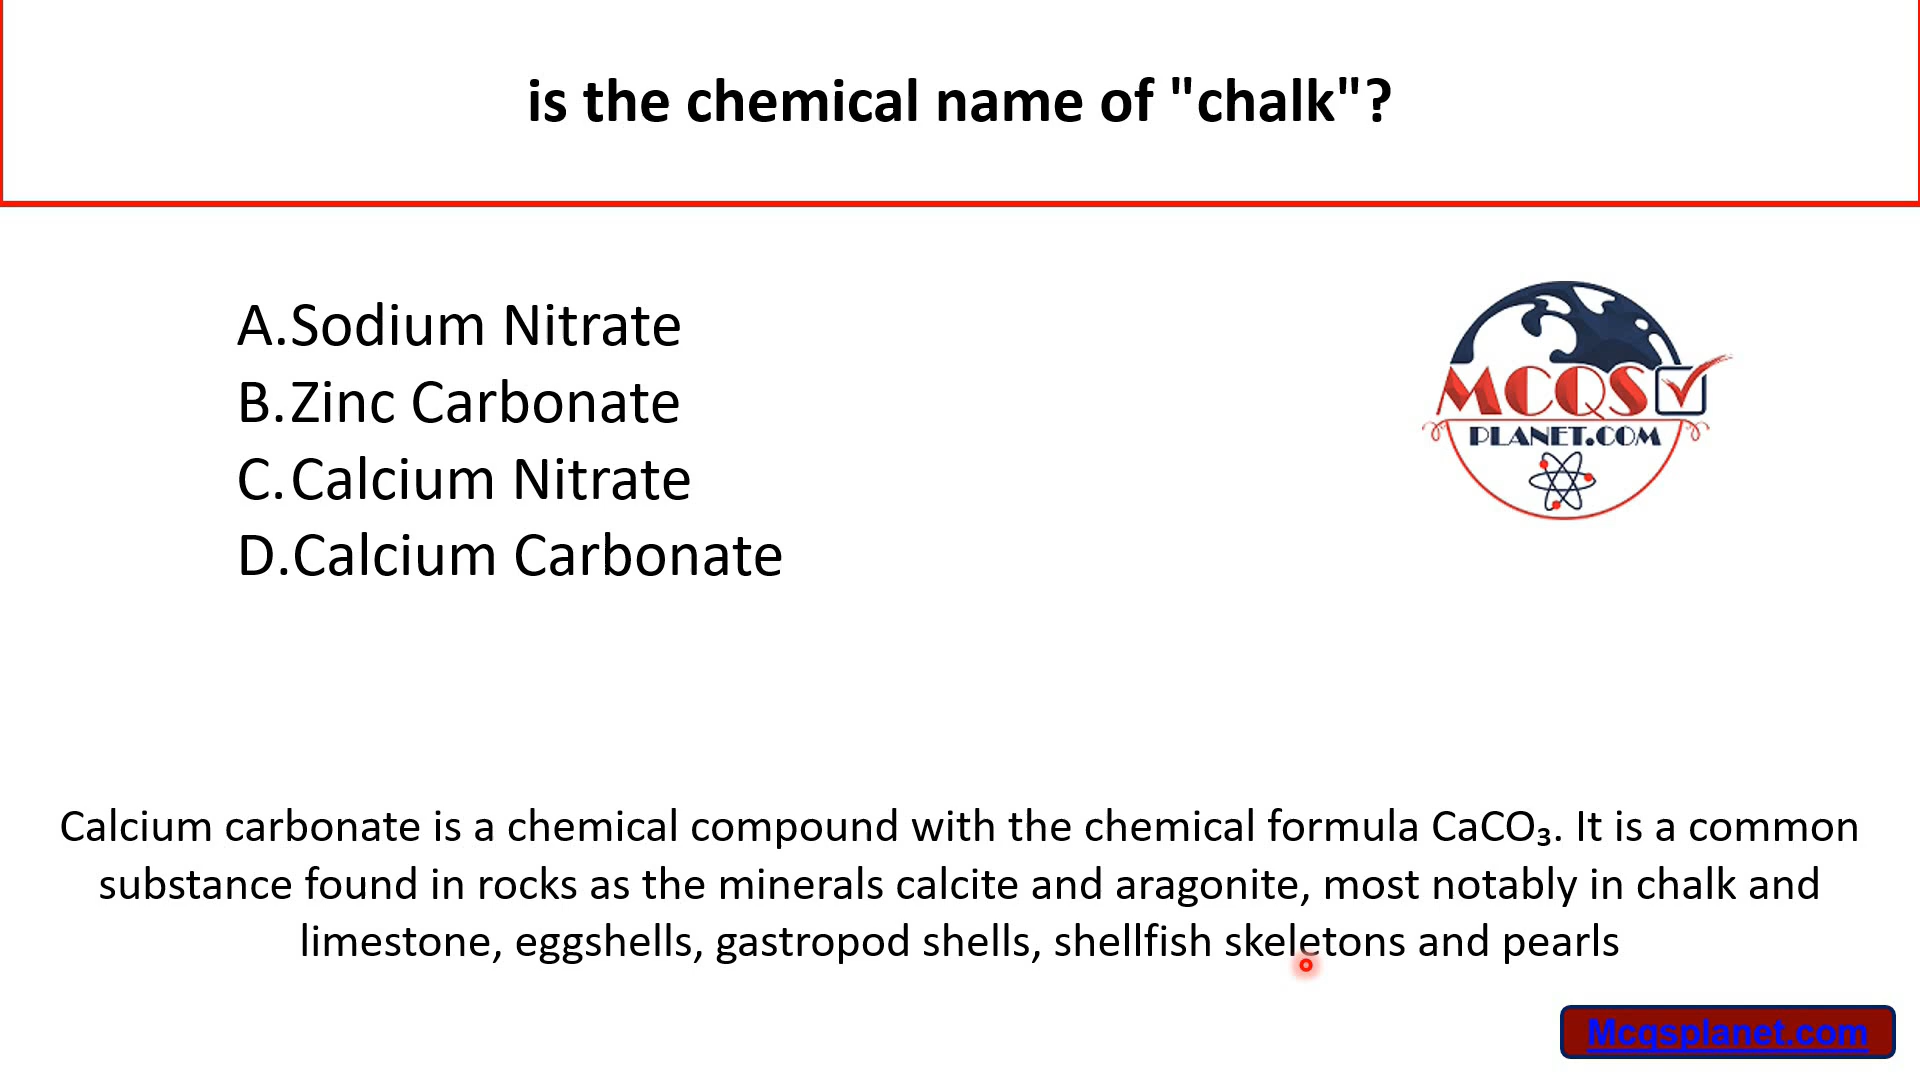 is the chemical name of "chalk"?
A.Sodium Nitrate
B.Zinc Carbonate
C.Calcium Nitrate
D.Calcium Carbonate
MCQS
PLANET.COM
Calcium carbonate is a chemical compound with the chemical formula CaCO₃. It is a common
substance found in rocks as the minerals calcite and aragonite, most notably in chalk and
limestone, eggshells, gastropod shells, shellfish skeletons and pearls
Mcqsplanet.com